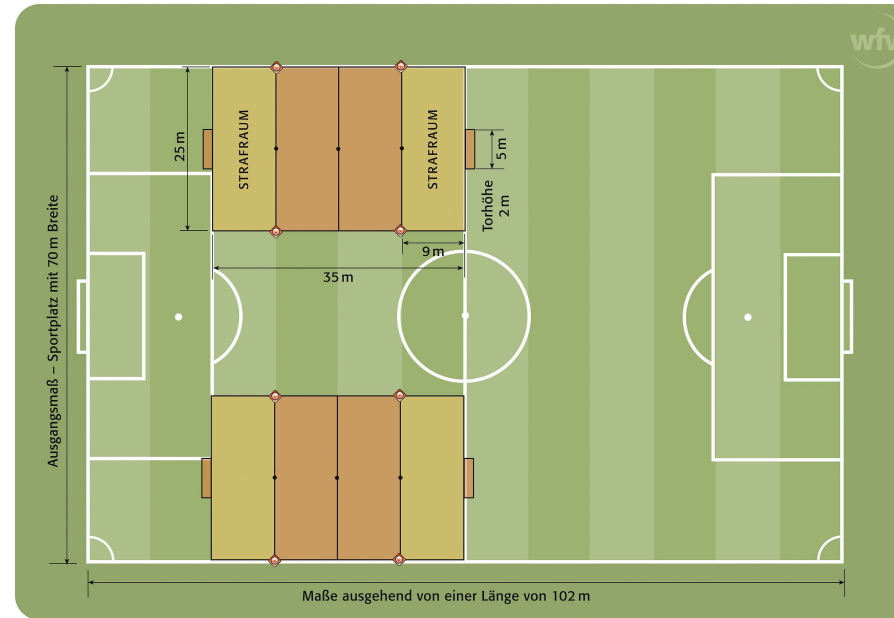 wfv
25 m
STRAFRAUM
STRAFRAUM
5 m
Torhöhe
2 m
9 m
35 m
Ausgangsmaß – Sportplatz mit 70 m Breite
Maße ausgehend von einer Länge von 102 m